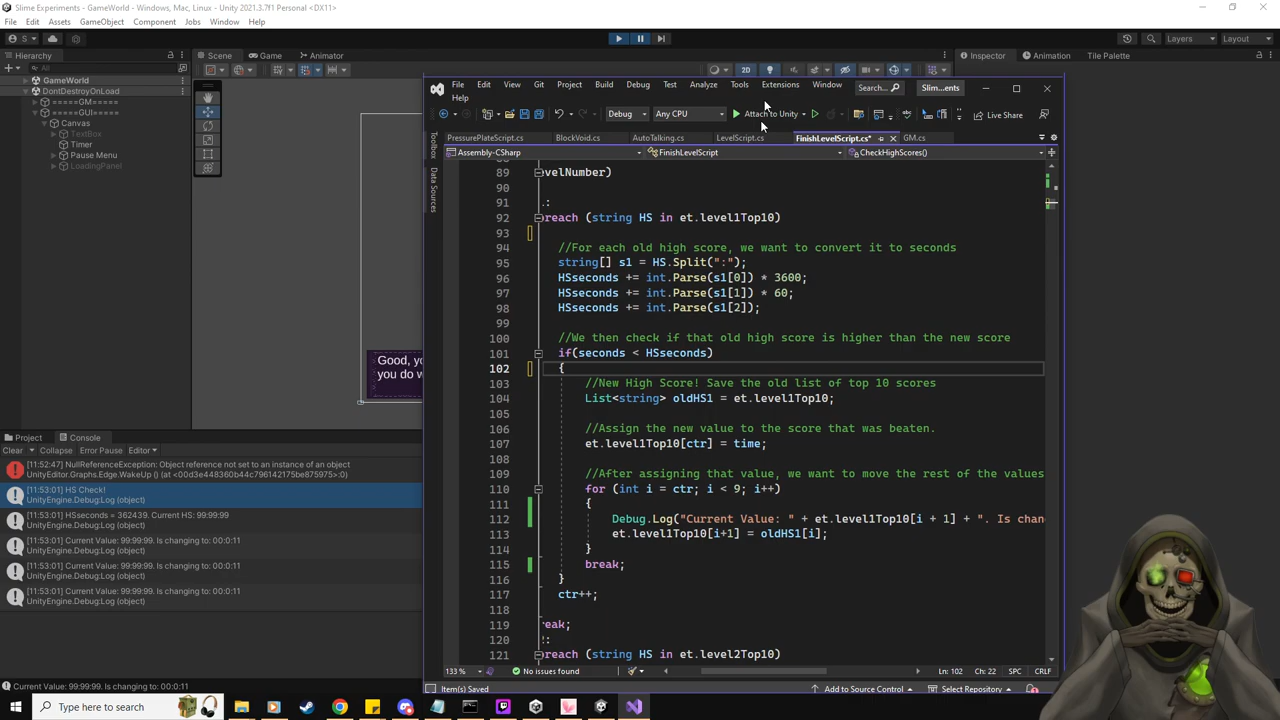 Slime Experiments - GameWorld - Windows, Mac, Linux - Unity 2021.3.7f1 Personal <DX11>
File Edit Assets GameObject Component Jobs Window Help
S
Layers Layout
Hierarchy Scene Game Animator Inspector Animation Tile Palette
All
2D
GameWorld
DontDestroyOnLoad
=====GM=====
=====GUI=====
Canvas
TextBox
Timer
Pause Menu
LoadingPanel
Good, yo
you do w
File Edit View Git Project Build Debug Test Analyze Tools Extensions Window Search... Slim...ents
Help
Debug Any CPU Attach to Unity Live Share
Toolbox
Data Sources
PressurePlateScript.cs BlockVoid.cs AutoTalking.cs LevelScript.cs FinishLevelScript.cs* GM.cs
Assembly-CSharp FinishLevelScript CheckHighScores()
89 evelNumber)
90
91 .:
92 reach (string HS in et.level1Top10)
93
94 //For each old high score, we want to convert it to seconds
95 string[] s1 = HS.Split(":");
96 HSseconds += int.Parse(s1[0]) * 3600;
97 HSseconds += int.Parse(s1[1]) * 60;
98 HSseconds += int.Parse(s1[2]);
99
100 //We then check if that old high score is higher than the new score
101 if(seconds < HSseconds)
102 {
103 //New High Score! Save the old list of top 10 scores
104 List<string> oldHS1 = et.level1Top10;
105
106 //Assign the new value to the score that was beaten.
107 et.level1Top10[ctr] = time;
108
109 //After assigning that value, we want to move the rest of the values
110 for (int i = ctr; i < 9; i++)
111 {
112 Debug.Log("Current Value: " + et.level1Top10[i + 1] + ". Is chan
113 et.level1Top10[i+1] = oldHS1[i];
114 }
115 break;
116 }
117 ctr++;
118
119 reak;
120 !:
121 reach (string HS in et.level2Top10)
133 % No issues found Ln: 102 Ch: 22 SPC CRLF
Item(s) Saved Add to Source Control Select Repository
Project Console
Clear Collapse Error Pause Editor
[11:52:47] NullReferenceException: Object reference not set to an instance of an object
UnityEditor.Graphs.Edge.WakeUp () (at <00d3e448360b44c796142175be875975>:0)
[11:53:01] HS Check!
UnityEngine.Debug:Log (object)
[11:53:01] HSseconds = 362439. Current HS: 99:99:99
UnityEngine.Debug:Log (object)
[11:53:01] Current Value: 99:99:99. Is changing to: 00:0:11
UnityEngine.Debug:Log (object)
[11:53:01] Current Value: 99:99:99. Is changing to: 00:0:11
UnityEngine.Debug:Log (object)
[11:53:01] Current Value: 99:99:99. Is changing to: 00:0:11
UnityEngine.Debug:Log (object)
Current Value: 99:99:99. Is changing to: 00:0:11
Type here to search